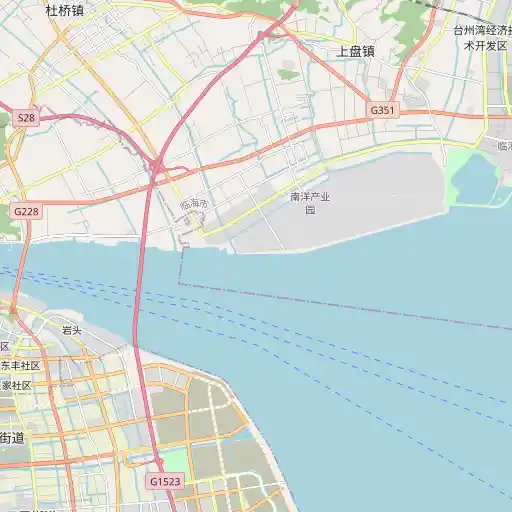 杜桥镇
上盘镇
台州湾经济技
术开发区
S28
G351
临海
G228
临海市
南洋产业
园
岩头
区
东丰社区
家社区
街道
G1523